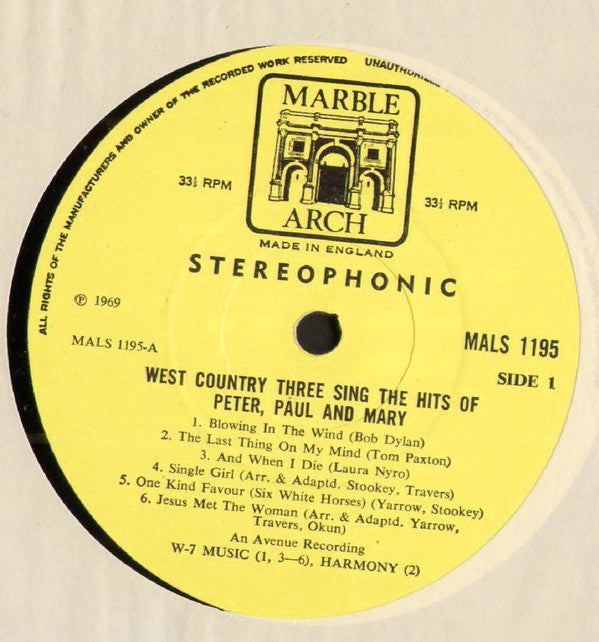 ALL RIGHTS OF THE MANUFACTURERS AND OWNER OF THE RECORDED WORK RESERVED UNAUTHORIZED
MARBLE
ARCH
33⅓ RPM
33⅓ RPM
MADE IN ENGLAND
STEREOPHONIC
℗ 1969
MALS 1195-A
MALS 1195
SIDE 1
WEST COUNTRY THREE SING THE HITS OF
PETER, PAUL AND MARY
1. Blowing In The Wind (Bob Dylan)
2. The Last Thing On My Mind (Tom Paxton)
3. And When I Die (Laura Nyro)
4. Single Girl (Arr. & Adaptd. Stookey, Travers)
5. One Kind Favour (Six White Horses) (Yarrow, Stookey)
6. Jesus Met The Woman (Arr. & Adaptd. Yarrow,
Travers, Okun)
An Avenue Recording
W-7 MUSIC (1, 3—6), HARMONY (2)